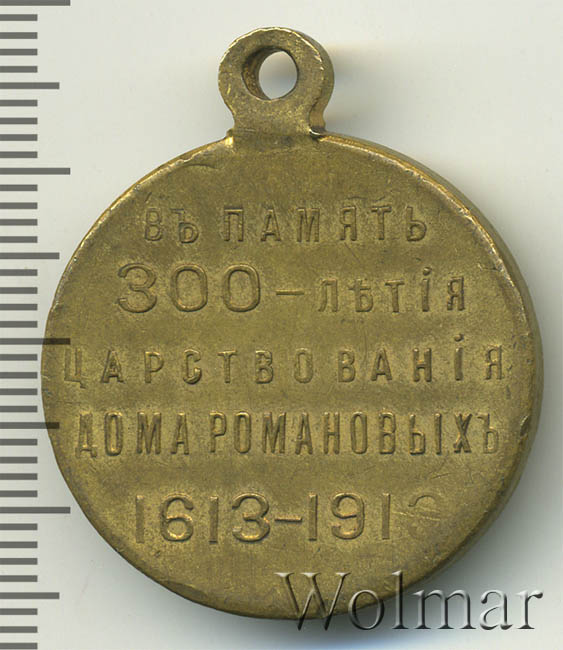 ВЪ ПАМЯТЬ
300-ЛѢТІЯ
ЦАРСТВОВАНІЯ
ДОМА РОМАНОВЫХЪ
1613-1913
Wolmar